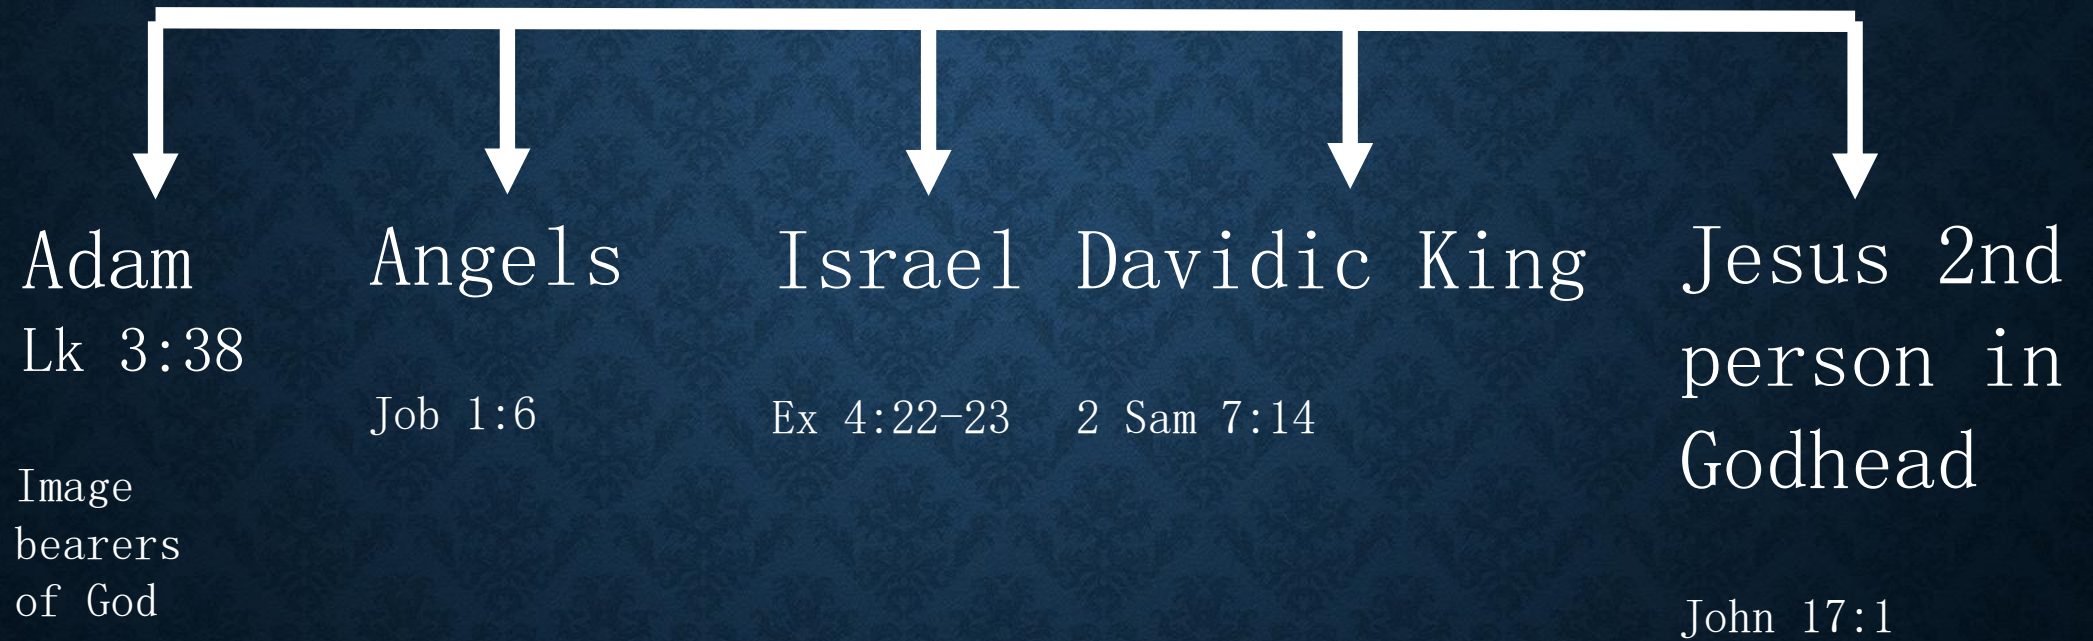 Adam
Lk 3:38
Image
bearers
of God
Angels
Job 1:6
Israel
Ex 4:22-23
Davidic King
2 Sam 7:14
Jesus 2nd
person in
Godhead
John 17:1